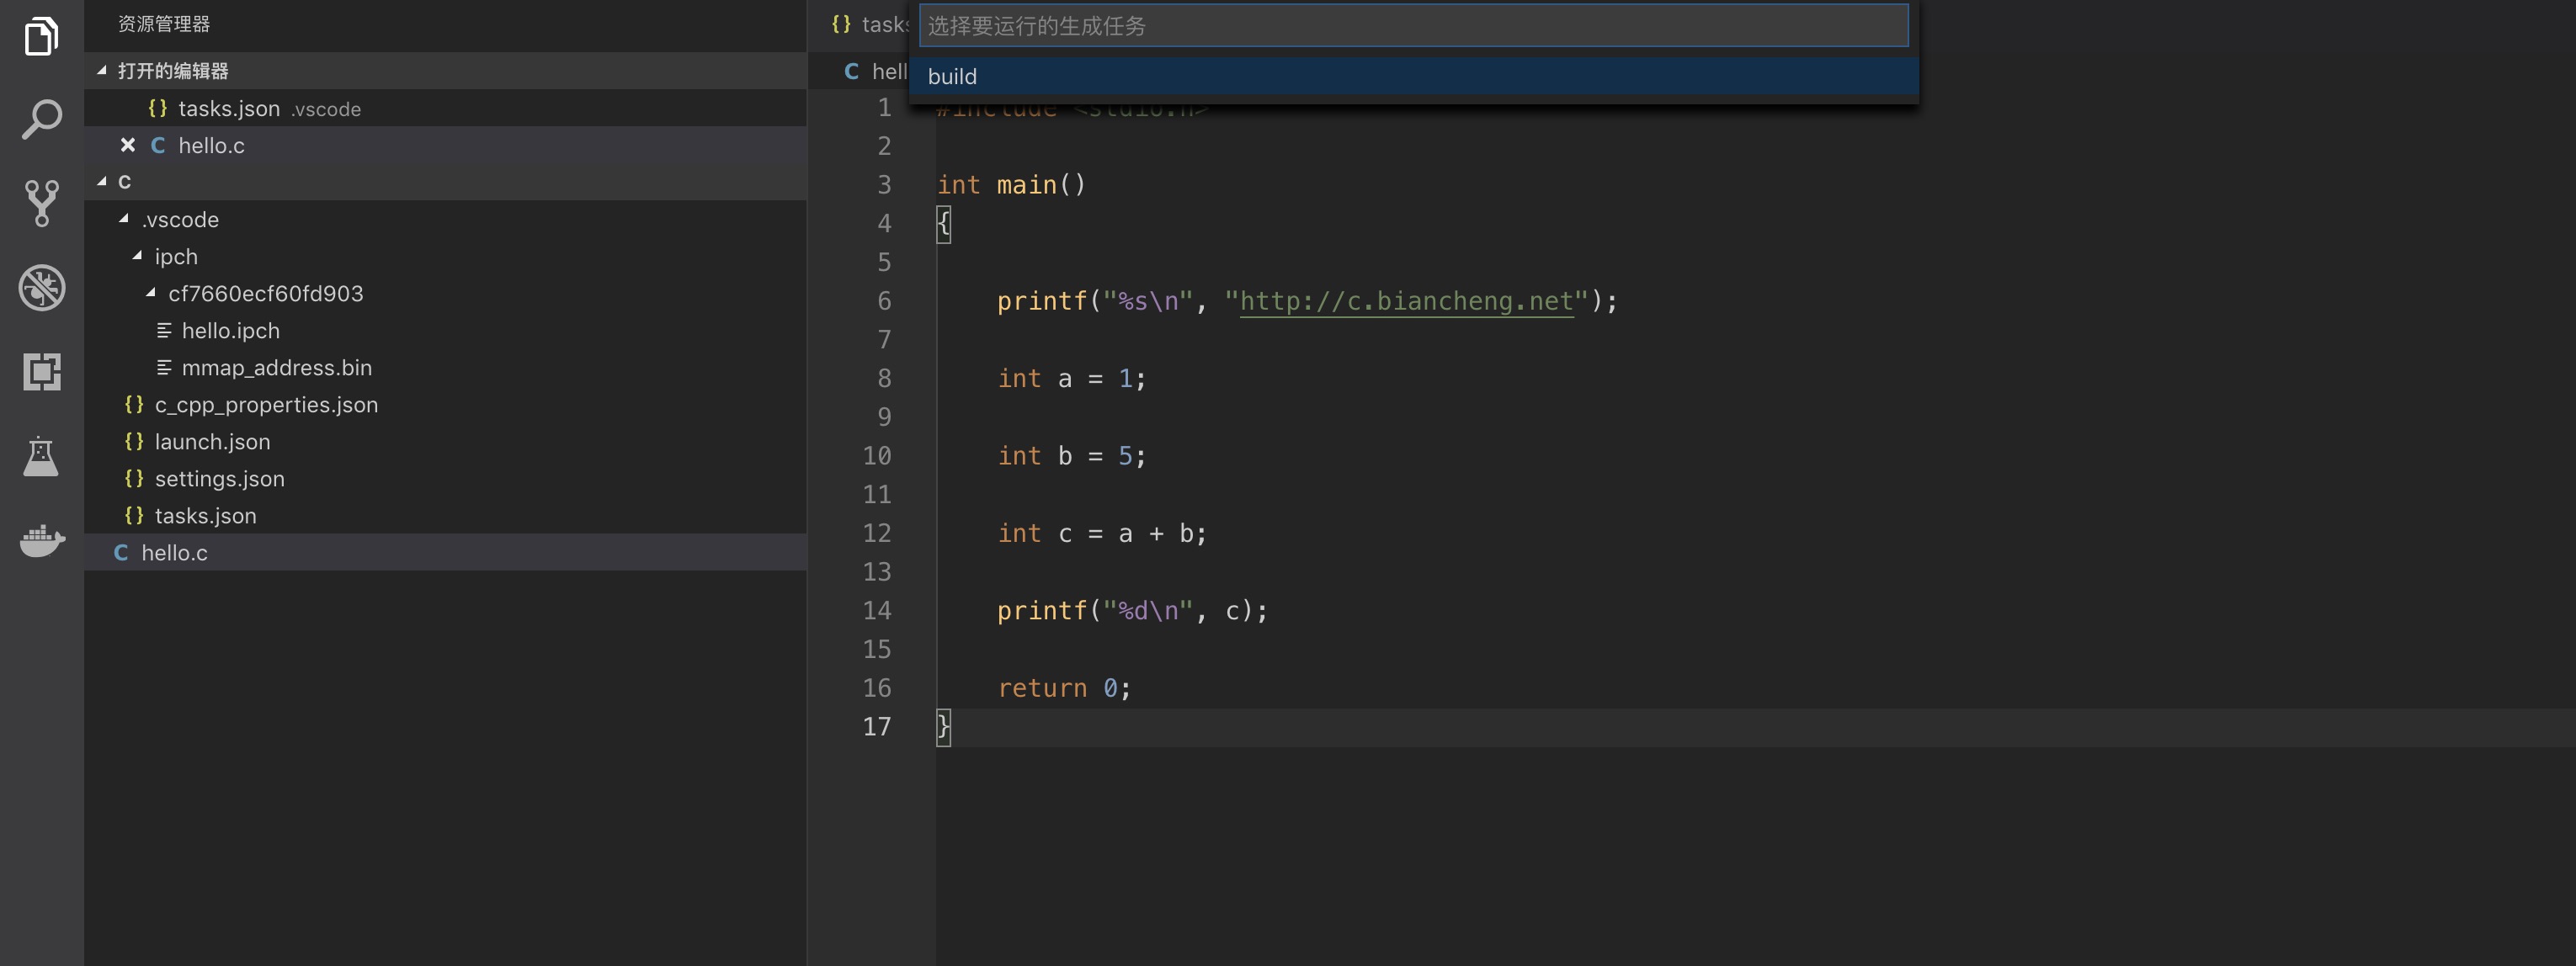 资源管理器
打开的编辑器
{} tasks.json .vscode
C hello.c
C
.vscode
ipch
cf7660ecf60fd903
hello.ipch
mmap_address.bin
{} c_cpp_properties.json
{} launch.json
{} settings.json
{} tasks.json
C hello.c
{} tasks
选择要运行的生成任务
C hell
build
1 #include <stdio.h>
2
3 int main()
4 {
5
6 printf("%s\n", "http://c.biancheng.net");
7
8 int a = 1;
9
10 int b = 5;
11
12 int c = a + b;
13
14 printf("%d\n", c);
15
16 return 0;
17 }